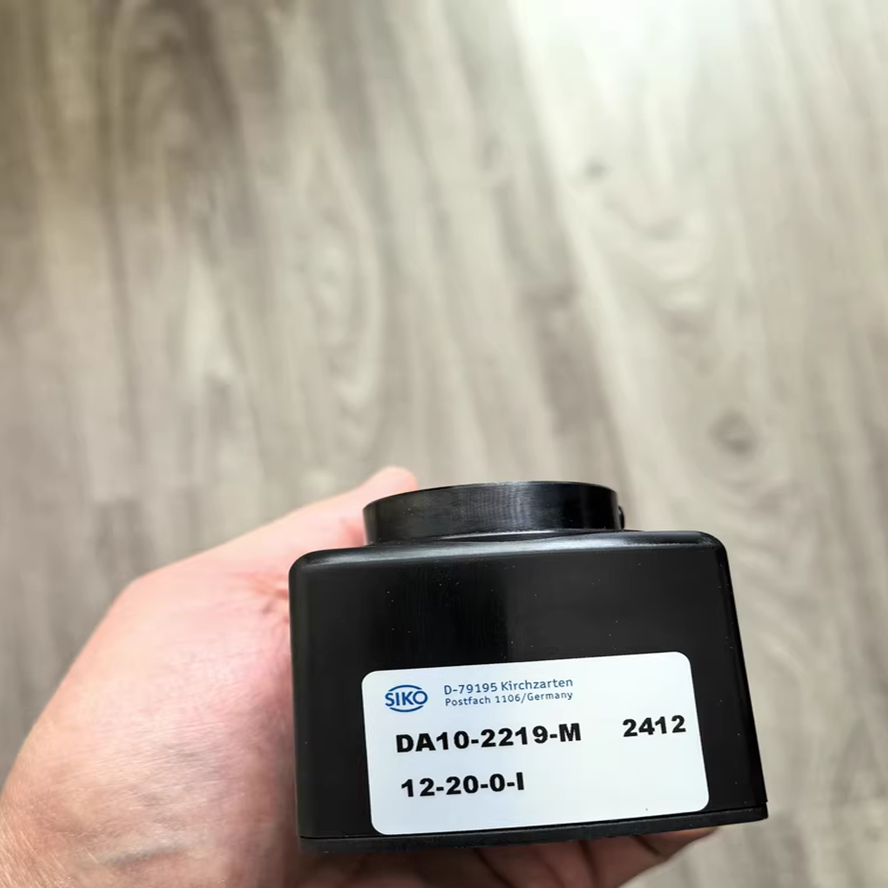 SIKO
D-79195 Kirchzarten
Postfach 1106/Germany
DA10-2219-M 2412
12-20-0-I